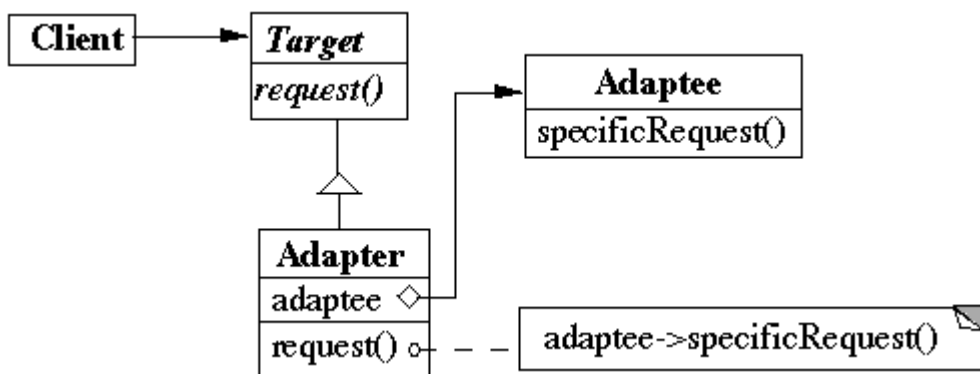 Client
Target
request()
Adaptee
specificRequest()
Adapter
adaptee
request()
adaptee->specificRequest()